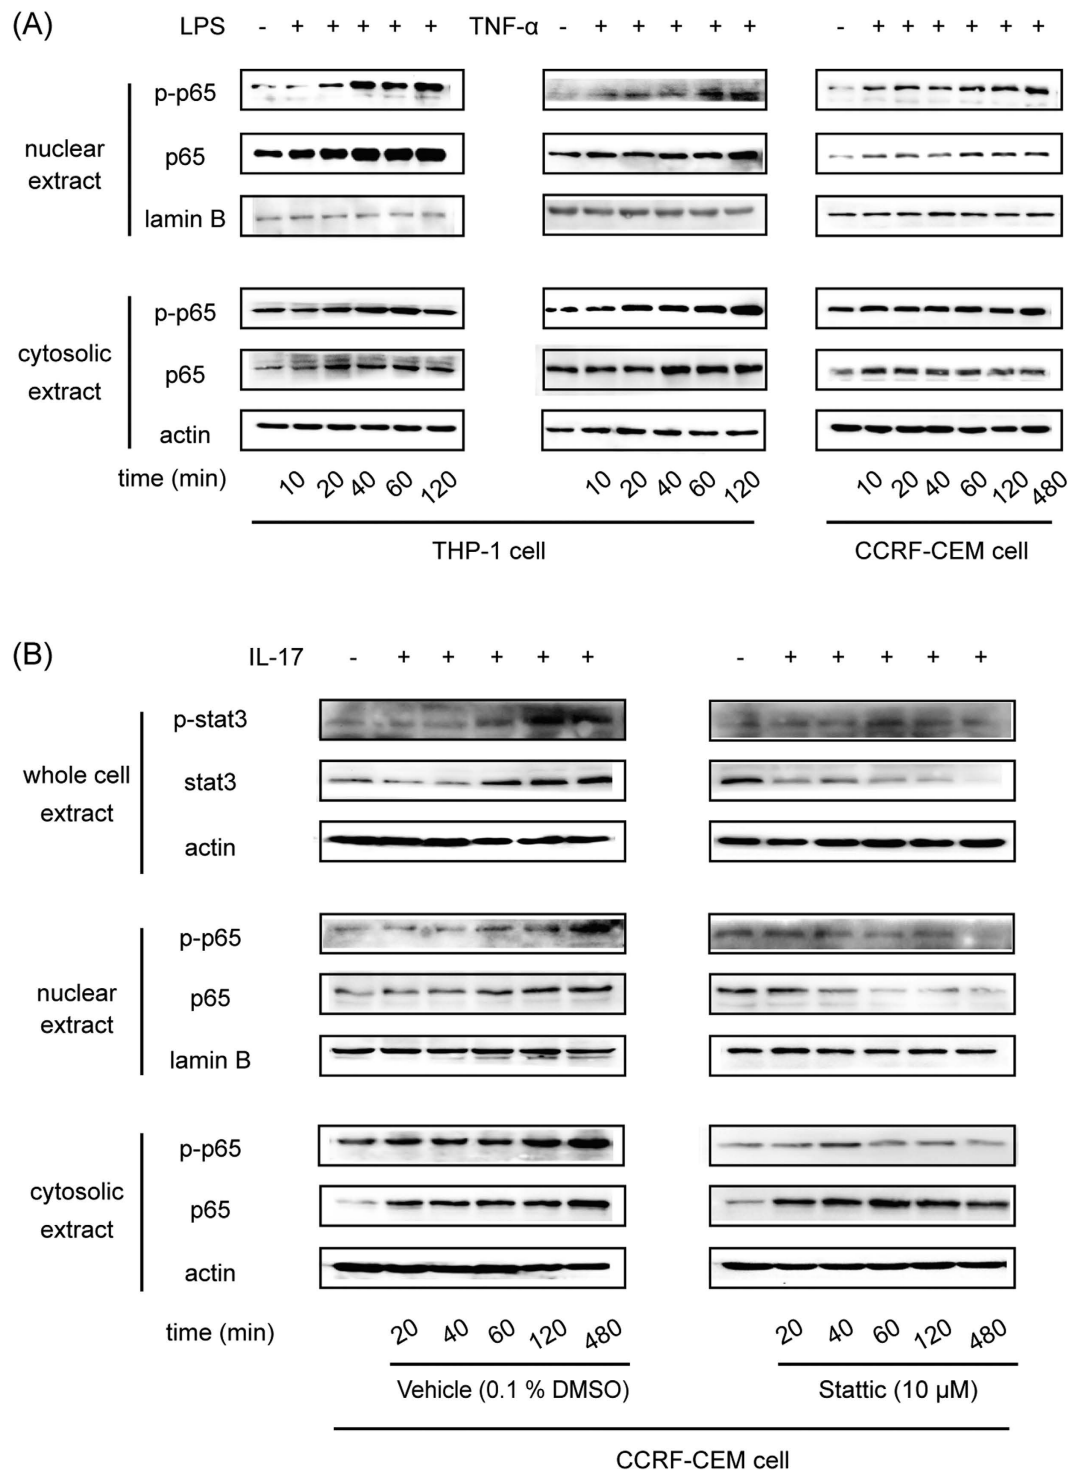 (A)
LPS - + + + + + TNF-α - + + + + + - + + + + + +
p-p65
nuclear
extract
p65
lamin B
p-p65
cytosolic
extract
p65
actin
time (min) 10 20 40 60 120 10 20 40 60 120 10 20 40 60 120 480
THP-1 cell CCRF-CEM cell
(B)
IL-17 - + + + + + - + + + + +
p-stat3
whole cell
extract
stat3
actin
p-p65
nuclear
extract
p65
lamin B
p-p65
cytosolic
extract
p65
actin
time (min) 20 40 60 120 480 20 40 60 120 480
Vehicle (0.1 % DMSO) Stattic (10 μM)
CCRF-CEM cell